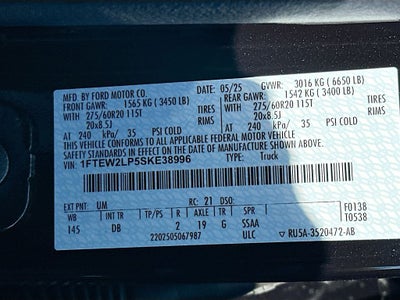 MFD. BY FORD MOTOR CO. 05/25 GVWR: 3016 KG ( 6650 LB)
FRONT GAWR: 1565 KG ( 3450 LB) REAR GAWR: 1542 KG ( 3400 LB)
275/60R20 115T TIRES 275/60R20 115T TIRES
20x8.5J RIMS 20x8.5J RIMS
AT 240 kPa/ 35 PSI COLD AT 240 kPa/ 35 PSI COLD
THIS VEHICLE CONFORMS TO ALL APPLICABLE FEDERAL MOTOR VEHICLE
SAFETY STANDARDS IN EFFECT ON THE DATE OF MANUFACTURE SHOWN ABOVE.
VIN: 1FTEW2LP5SKE38996 TYPE: Truck
EXT PNT: UM RC: 21 DSO: F013B
WB INT TR TP/PS R AXLE TR SPR T0538
145 DB 2 19 G SSAA
2202505067987 ULC ▽ RU5A-3520472-AB